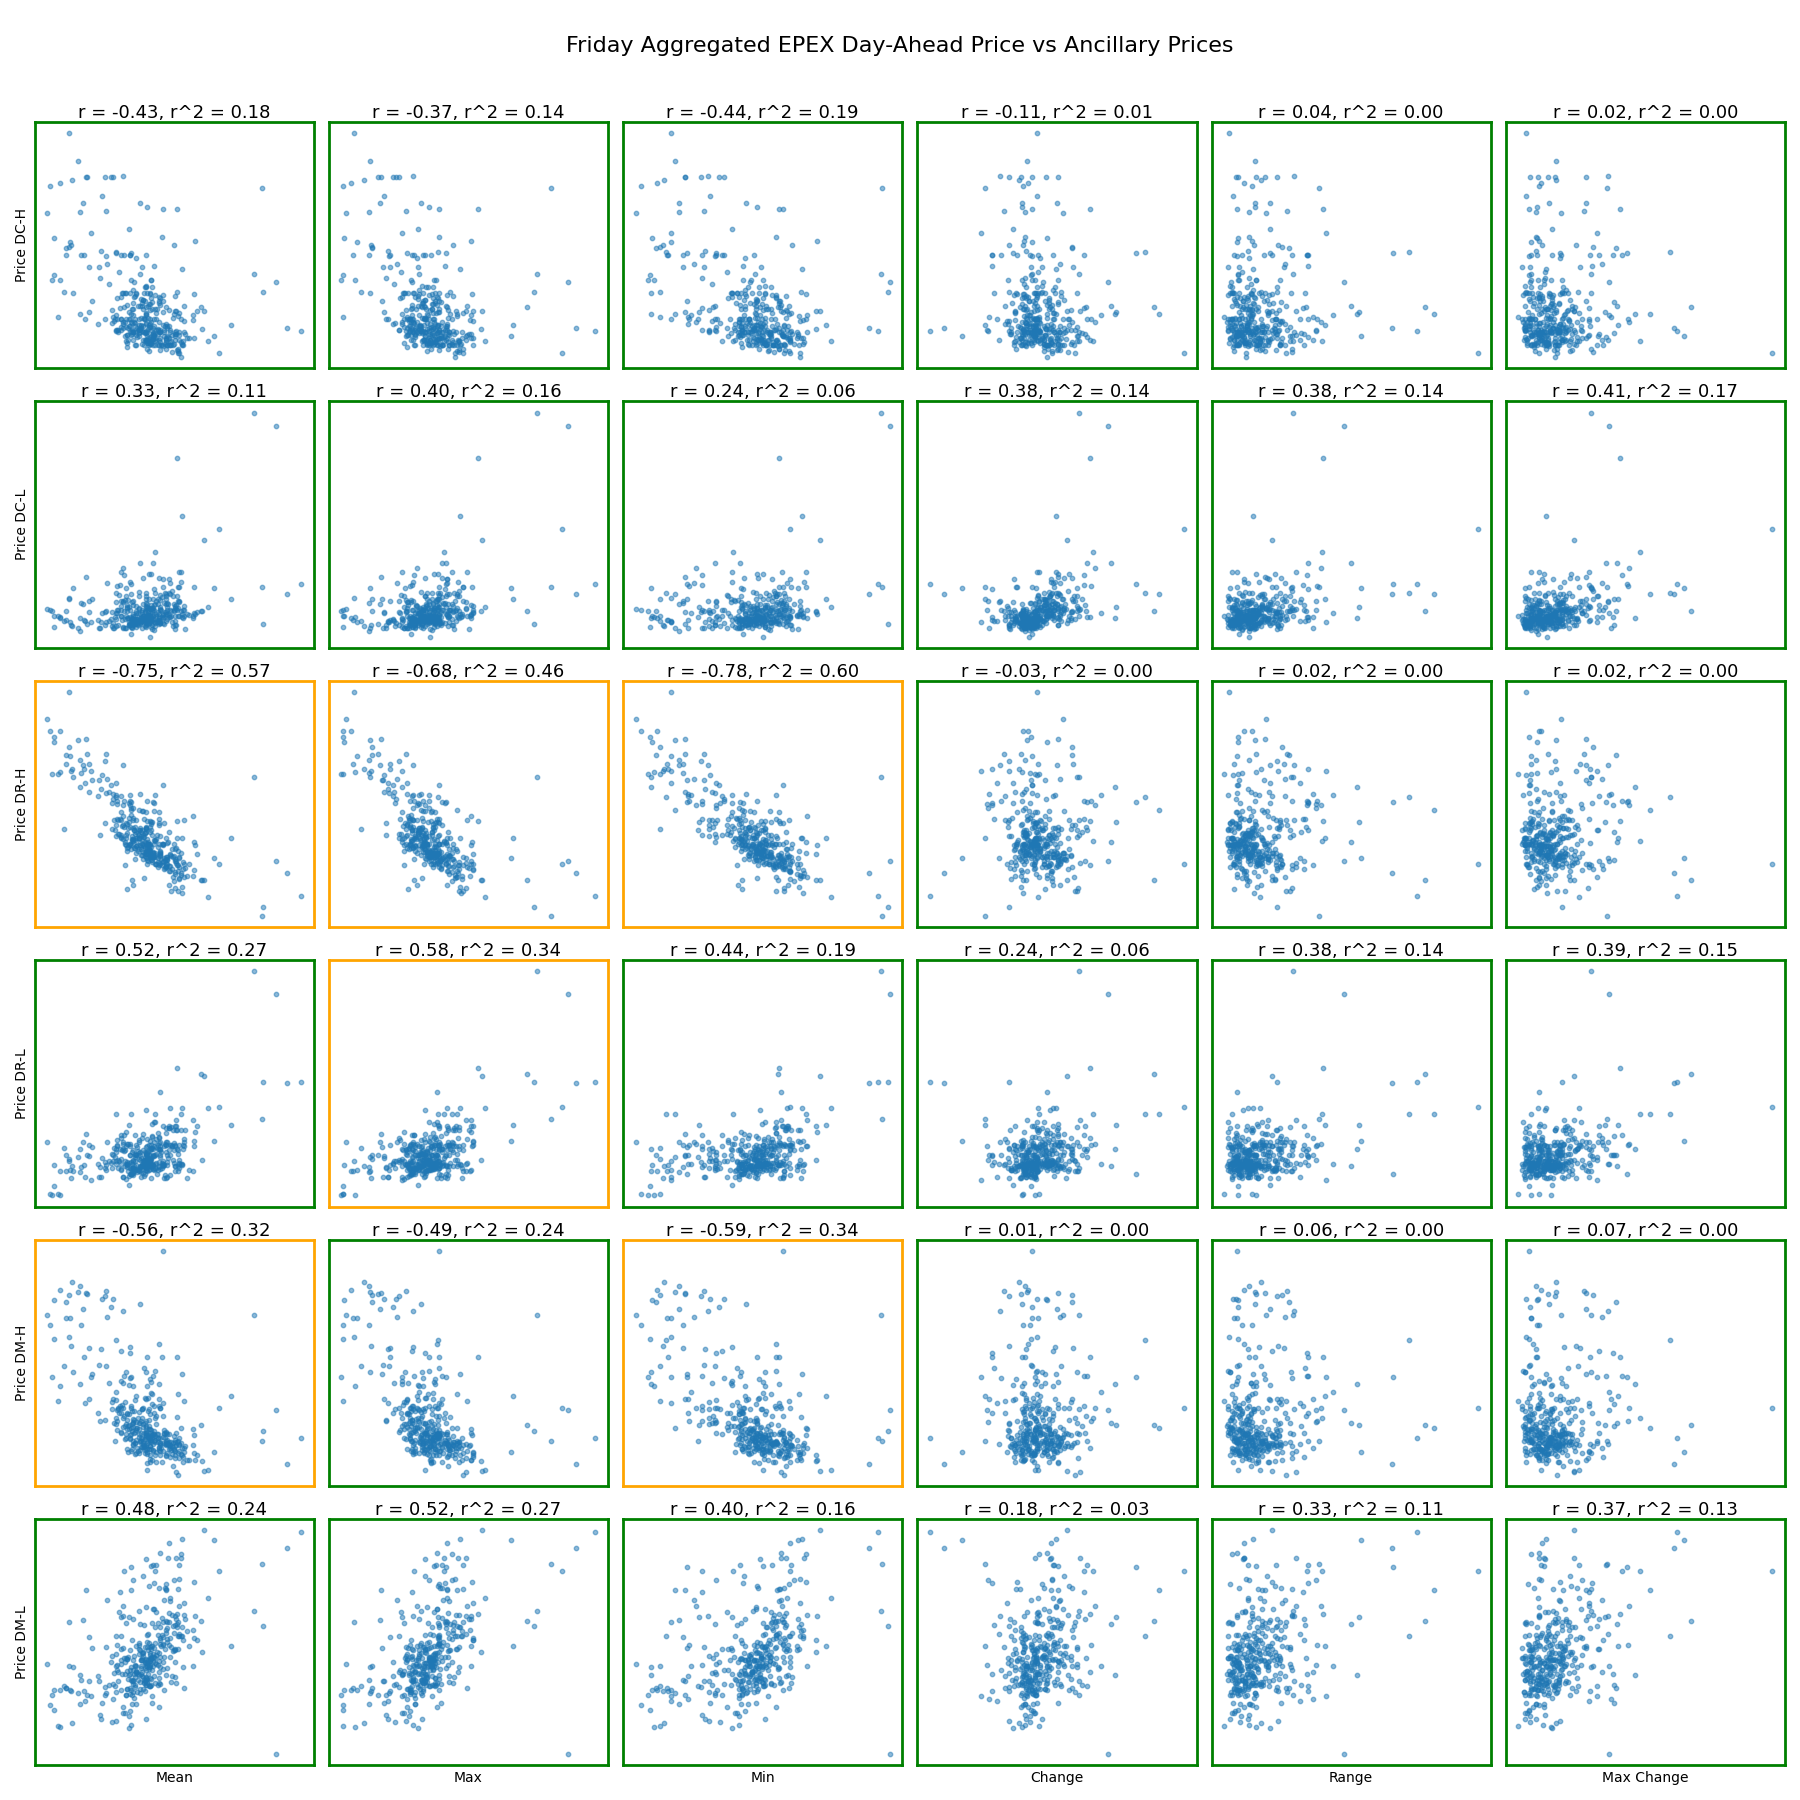 Friday Aggregated EPEX Day-Ahead Price vs Ancillary Prices
r = -0.43, r^2 = 0.18
r = -0.37, r^2 = 0.14
r = -0.44, r^2 = 0.19
r = -0.11, r^2 = 0.01
r = 0.04, r^2 = 0.00
r = 0.02, r^2 = 0.00
Price DC-H
r = 0.33, r^2 = 0.11
r = 0.40, r^2 = 0.16
r = 0.24, r^2 = 0.06
r = 0.38, r^2 = 0.14
r = 0.38, r^2 = 0.14
r = 0.41, r^2 = 0.17
Price DC-L
r = -0.75, r^2 = 0.57
r = -0.68, r^2 = 0.46
r = -0.78, r^2 = 0.60
r = -0.03, r^2 = 0.00
r = 0.02, r^2 = 0.00
r = 0.02, r^2 = 0.00
Price DR-H
r = 0.52, r^2 = 0.27
r = 0.58, r^2 = 0.34
r = 0.44, r^2 = 0.19
r = 0.24, r^2 = 0.06
r = 0.38, r^2 = 0.14
r = 0.39, r^2 = 0.15
Price DR-L
r = -0.56, r^2 = 0.32
r = -0.49, r^2 = 0.24
r = -0.59, r^2 = 0.34
r = 0.01, r^2 = 0.00
r = 0.06, r^2 = 0.00
r = 0.07, r^2 = 0.00
Price DM-H
r = 0.48, r^2 = 0.24
r = 0.52, r^2 = 0.27
r = 0.40, r^2 = 0.16
r = 0.18, r^2 = 0.03
r = 0.33, r^2 = 0.11
r = 0.37, r^2 = 0.13
Price DM-L
Mean
Max
Min
Change
Range
Max Change